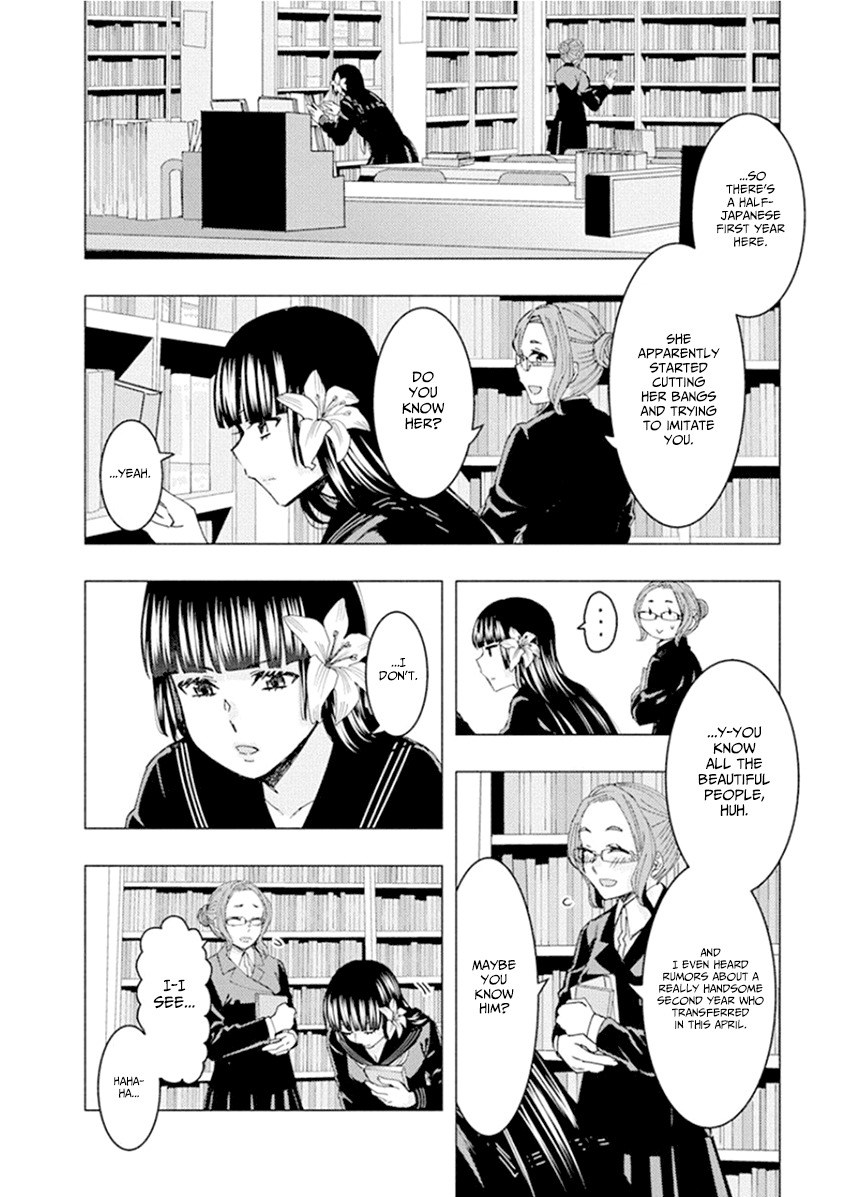 ...SO
THERE'S
A HALF-
JAPANESE
FIRST YEAR
HERE.
SHE
APPARENTLY
STARTED
CUTTING
HER BANGS
AND TRYING
TO IMITATE
YOU.
DO
YOU
KNOW
HER?
...YEAH.
...
...I
DON'T.
...Y-YOU
KNOW
ALL THE
BEAUTIFUL
PEOPLE,
HUH.
AND
I EVEN HEARD
RUMORS ABOUT A
REALLY HANDSOME
SECOND YEAR WHO
TRANSFERRED
IN THIS APRIL.
MAYBE
YOU
KNOW
HIM?
I-I
SEE...
HAHA-
HA...